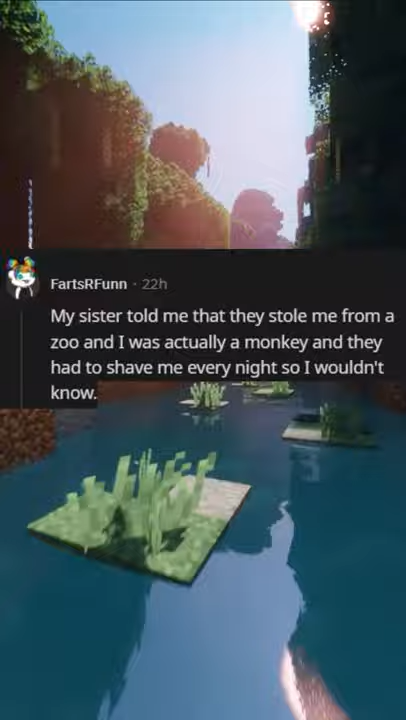 FartsRFunn · 22h
My sister told me that they stole me from a
zoo and I was actually a monkey and they
had to shave me every night so I wouldn't
know.